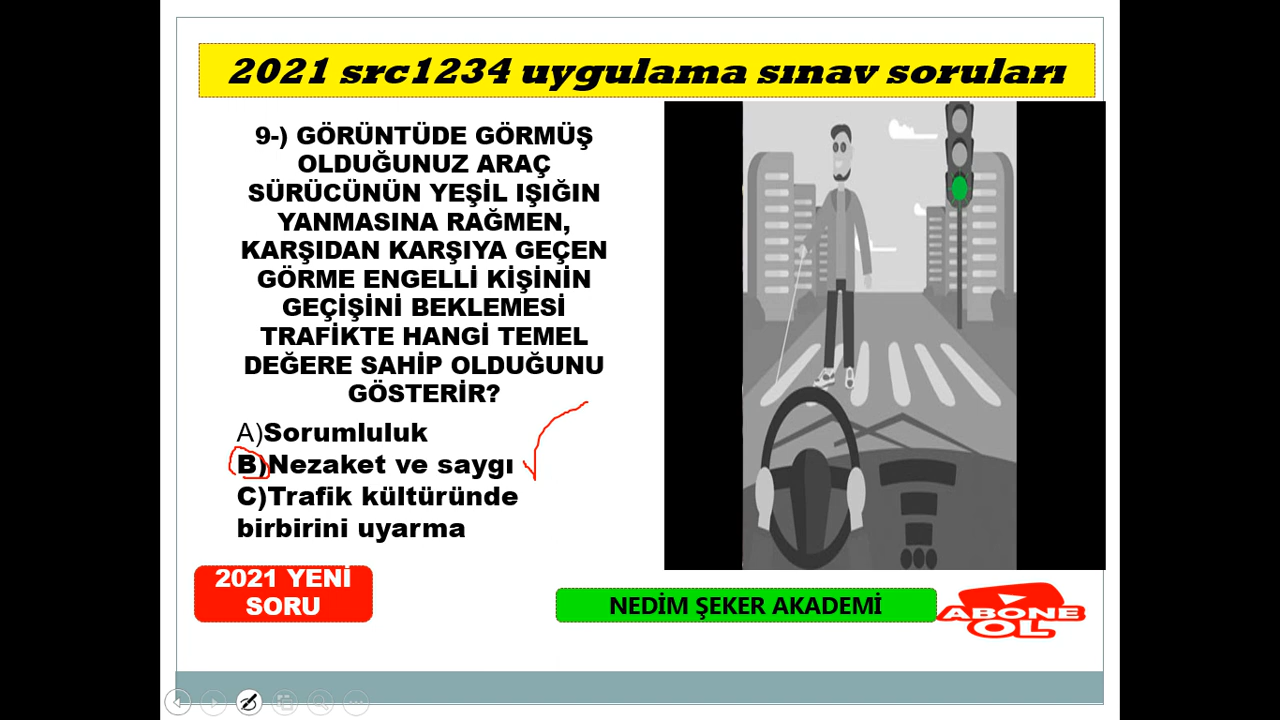 2021 src1234 uygulama sınav soruları
9-) GÖRÜNTÜDE GÖRMÜŞ
OLDUĞUNUZ ARAÇ
SÜRÜCÜNÜN YEŞİL IŞIĞIN
YANMASINA RAĞMEN,
KARŞIDAN KARŞIYA GEÇEN
GÖRME ENGELLİ KİŞİNİN
GEÇİŞİNİ BEKLEMESİ
TRAFİKTE HANGİ TEMEL
DEĞERE SAHİP OLDUĞUNU
GÖSTERİR?
A)Sorumluluk
B)Nezaket ve saygı
C)Trafik kültüründe
birbirini uyarma
2021 YENİ
SORU
NEDİM ŞEKER AKADEMİ
ABONE
OL